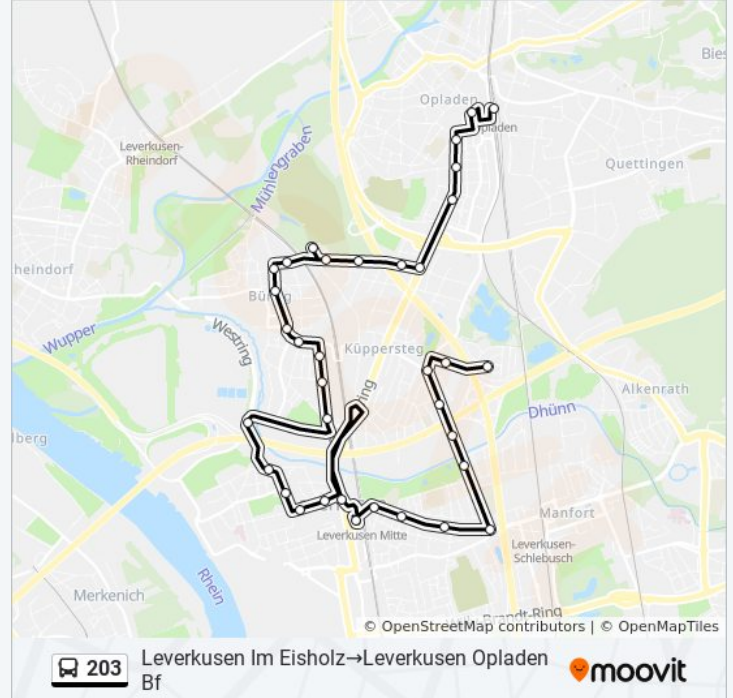 Opladen
Bies
Opladen
Leverkusen-
Rheindorf
Mühlengraben
Quettingen
heindorf
Wupper
Westring
Küppersteg
ring
Alkenrath
Dhünn
lberg
Manfort
Leverkusen Mitte
Leverkusen-
Schlebusch
Merkenich
Rhein
© OpenStreetMap contributors | © OpenMapTiles
203
Leverkusen Im Eisholz→Leverkusen Opladen
Bf
moovit